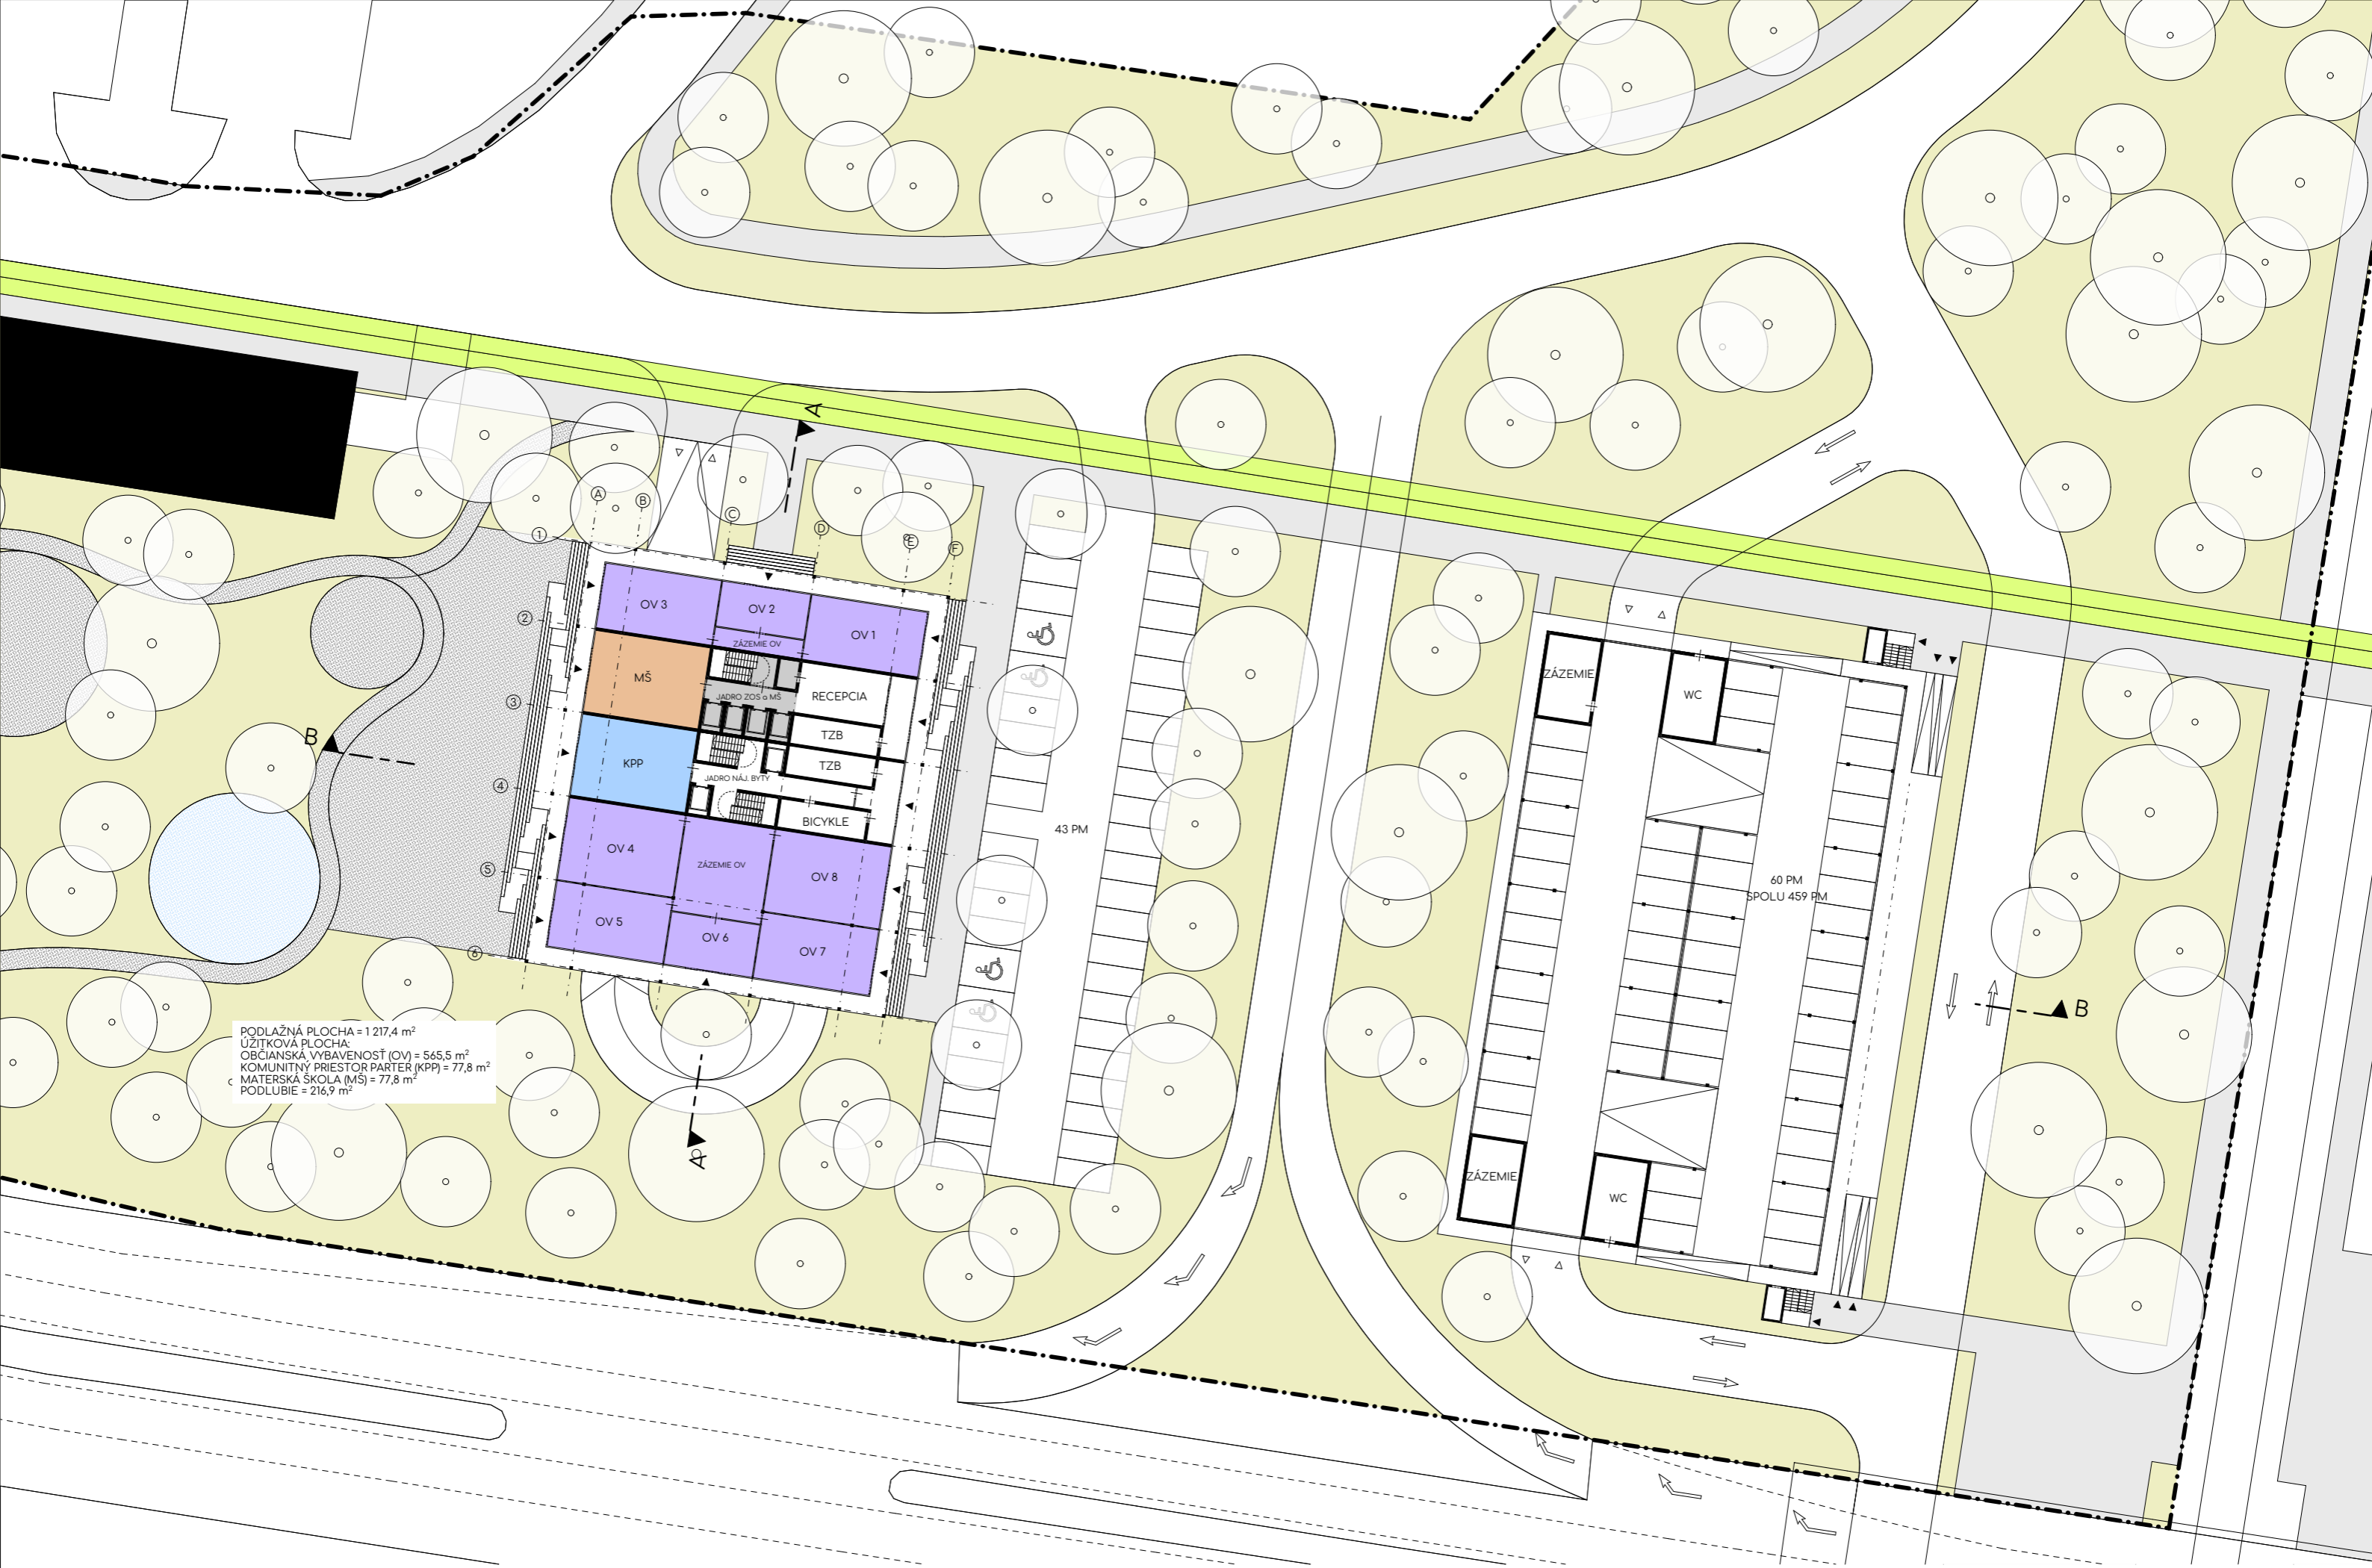 A
A
B
C
D
E
F
1
2
3
4
5
6
OV 3
OV 2
OV 1
ZÁZEMIE OV
MŠ
JADRO ZOS a MŠ
RECEPCIA
TZB
KPP
TZB
JADRO NÁJ. BYTY
BICYKLE
OV 4
ZÁZEMIE OV
OV 8
OV 5
OV 6
OV 7
B
43 PM
ZÁZEMIE
WC
60 PM
SPOLU 459 PM
B
ZÁZEMIE
WC
A
PODLAŽNÁ PLOCHA = 1 217,4 m²
ÚŽITKOVÁ PLOCHA:
OBČIANSKA VYBAVENOSŤ (OV) = 565,5 m²
KOMUNITNÝ PRIESTOR PARTER (KPP) = 77,8 m²
MATERSKÁ ŠKOLA (MŠ) = 77,8 m²
PODLUBIE = 216,9 m²